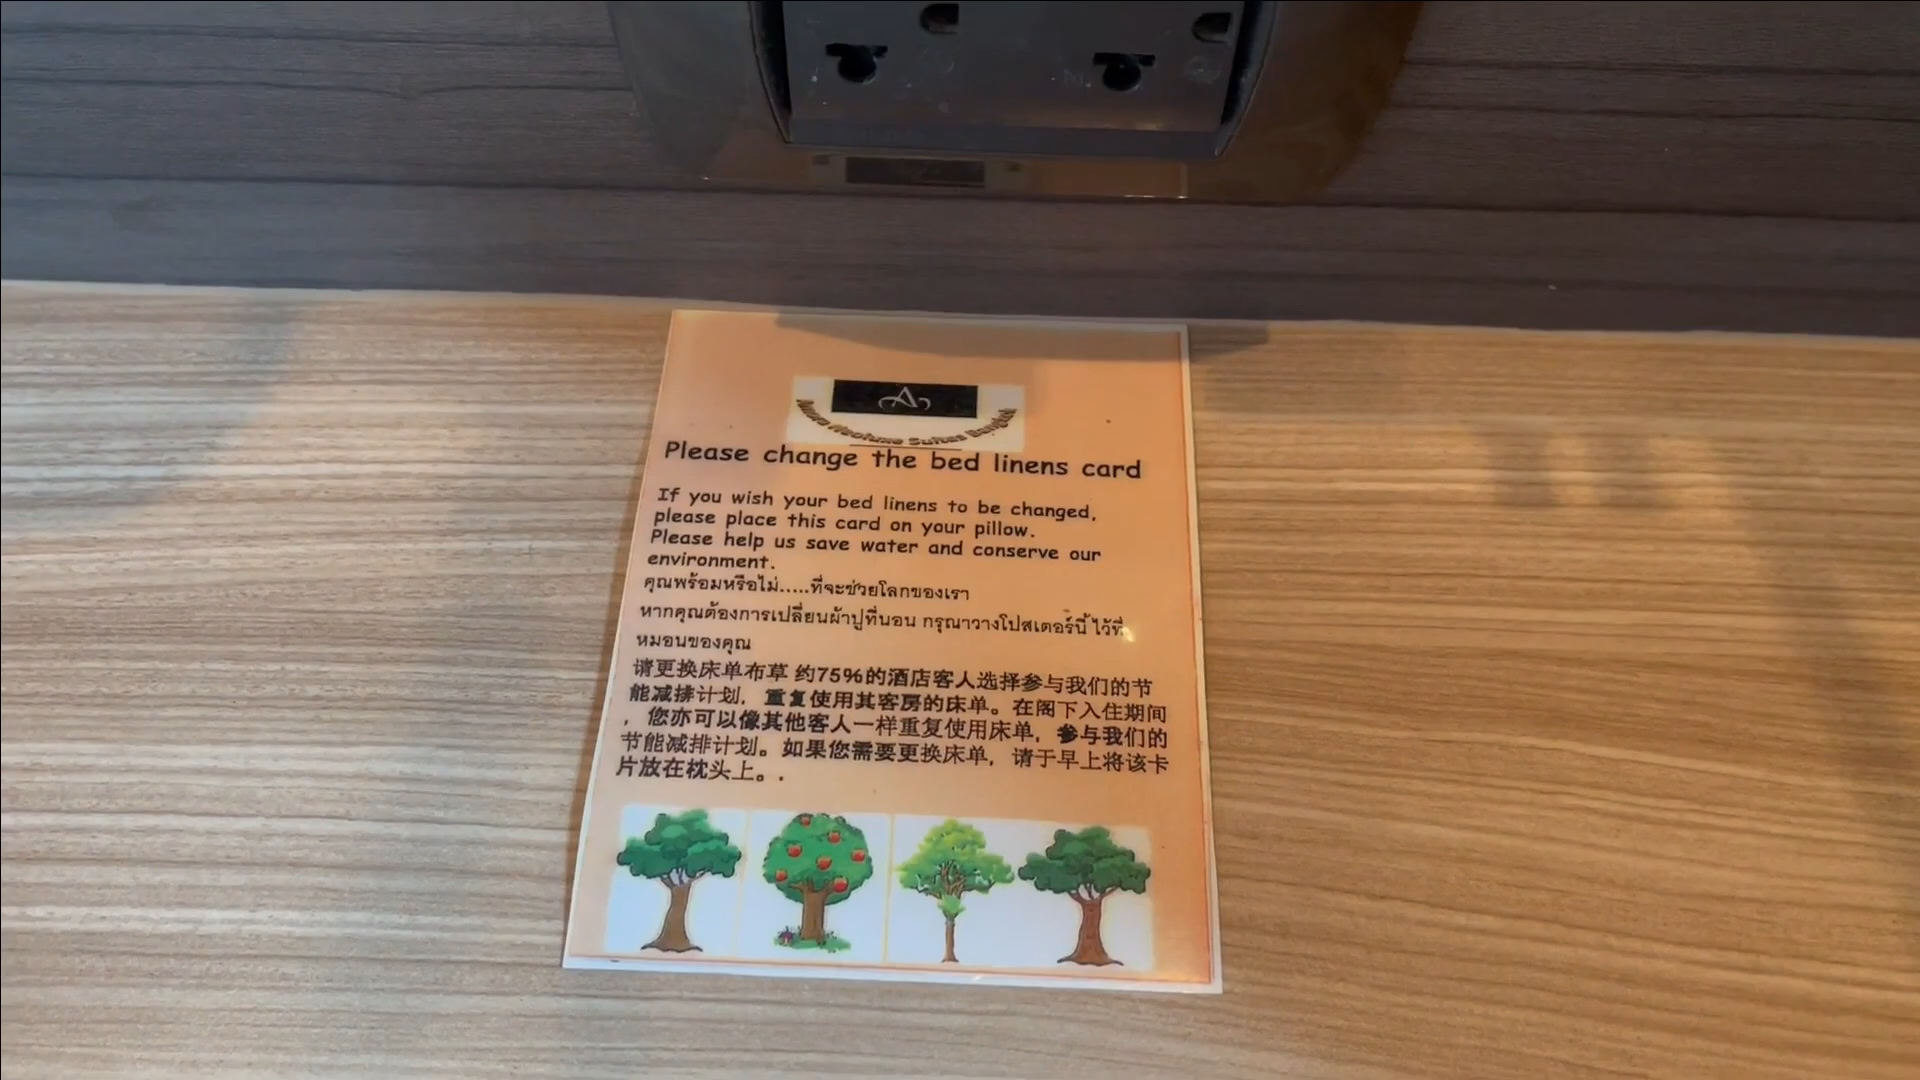 Suites
Please change the bed linens card
If you wish your bed linens to be changed,
please place this card on your pillow.
Please help us save water and conserve our
environment.
คุณพร้อมหรือไม่.....ที่จะช่วยโลกของเรา
หากคุณต้องการเปลี่ยนผ้าปูที่นอน กรุณาวางโปสเตอร์นี้ ไว้ที่
หมอนของคุณ
请更换床单布草 约75%的酒店客人选择参与我们的节
能减排计划，重复使用其客房的床单。在阁下入住期间
，您亦可以像其他客人一样重复使用床单，参与我们的
节能减排计划。如果您需要更换床单，请于早上将该卡
片放在枕头上。.